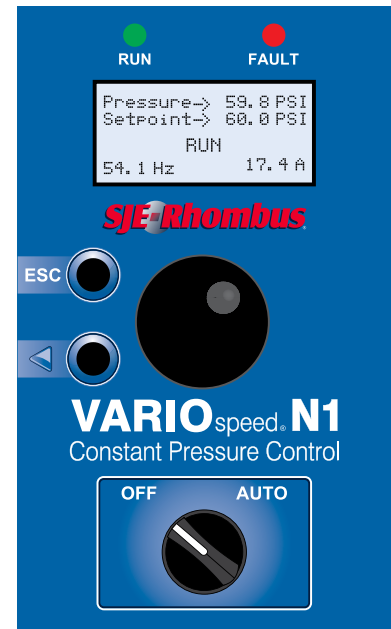 RUN FAULT
Pressure-> 59.8 PSI
Setpoint-> 60.0 PSI
RUN
54.1 Hz 17.4 A
SJE-Rhombus®
ESC
VARIOspeed® N1
Constant Pressure Control
OFF AUTO